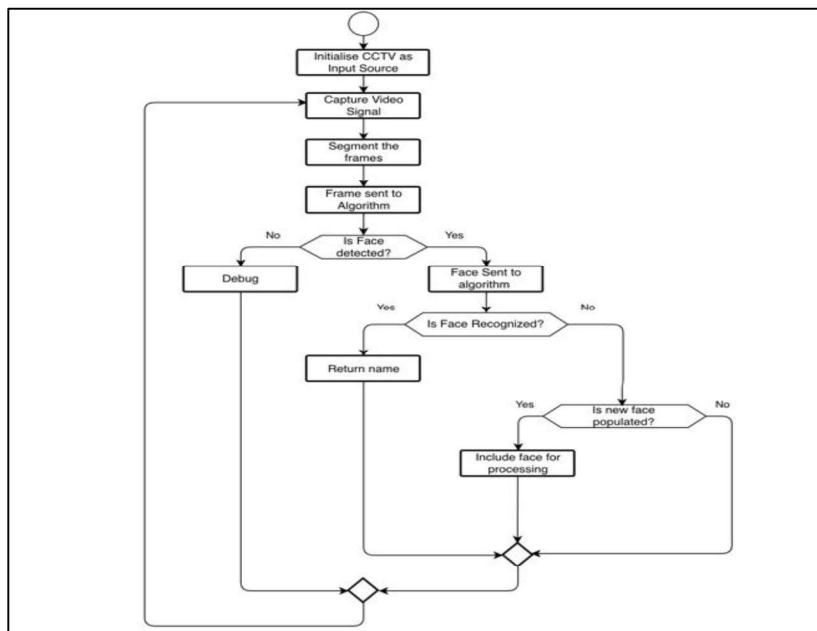 Initialise CCTV as
Input Source
Capture Video
Signal
Segment the
frames
Frame sent to
Algorithm
No
Is Face
detected?
Yes
Debug
Face Sent to
algorithm
Yes
Is Face Recognized?
No
Return name
Yes
Is new face
populated?
No
Include face for
processing